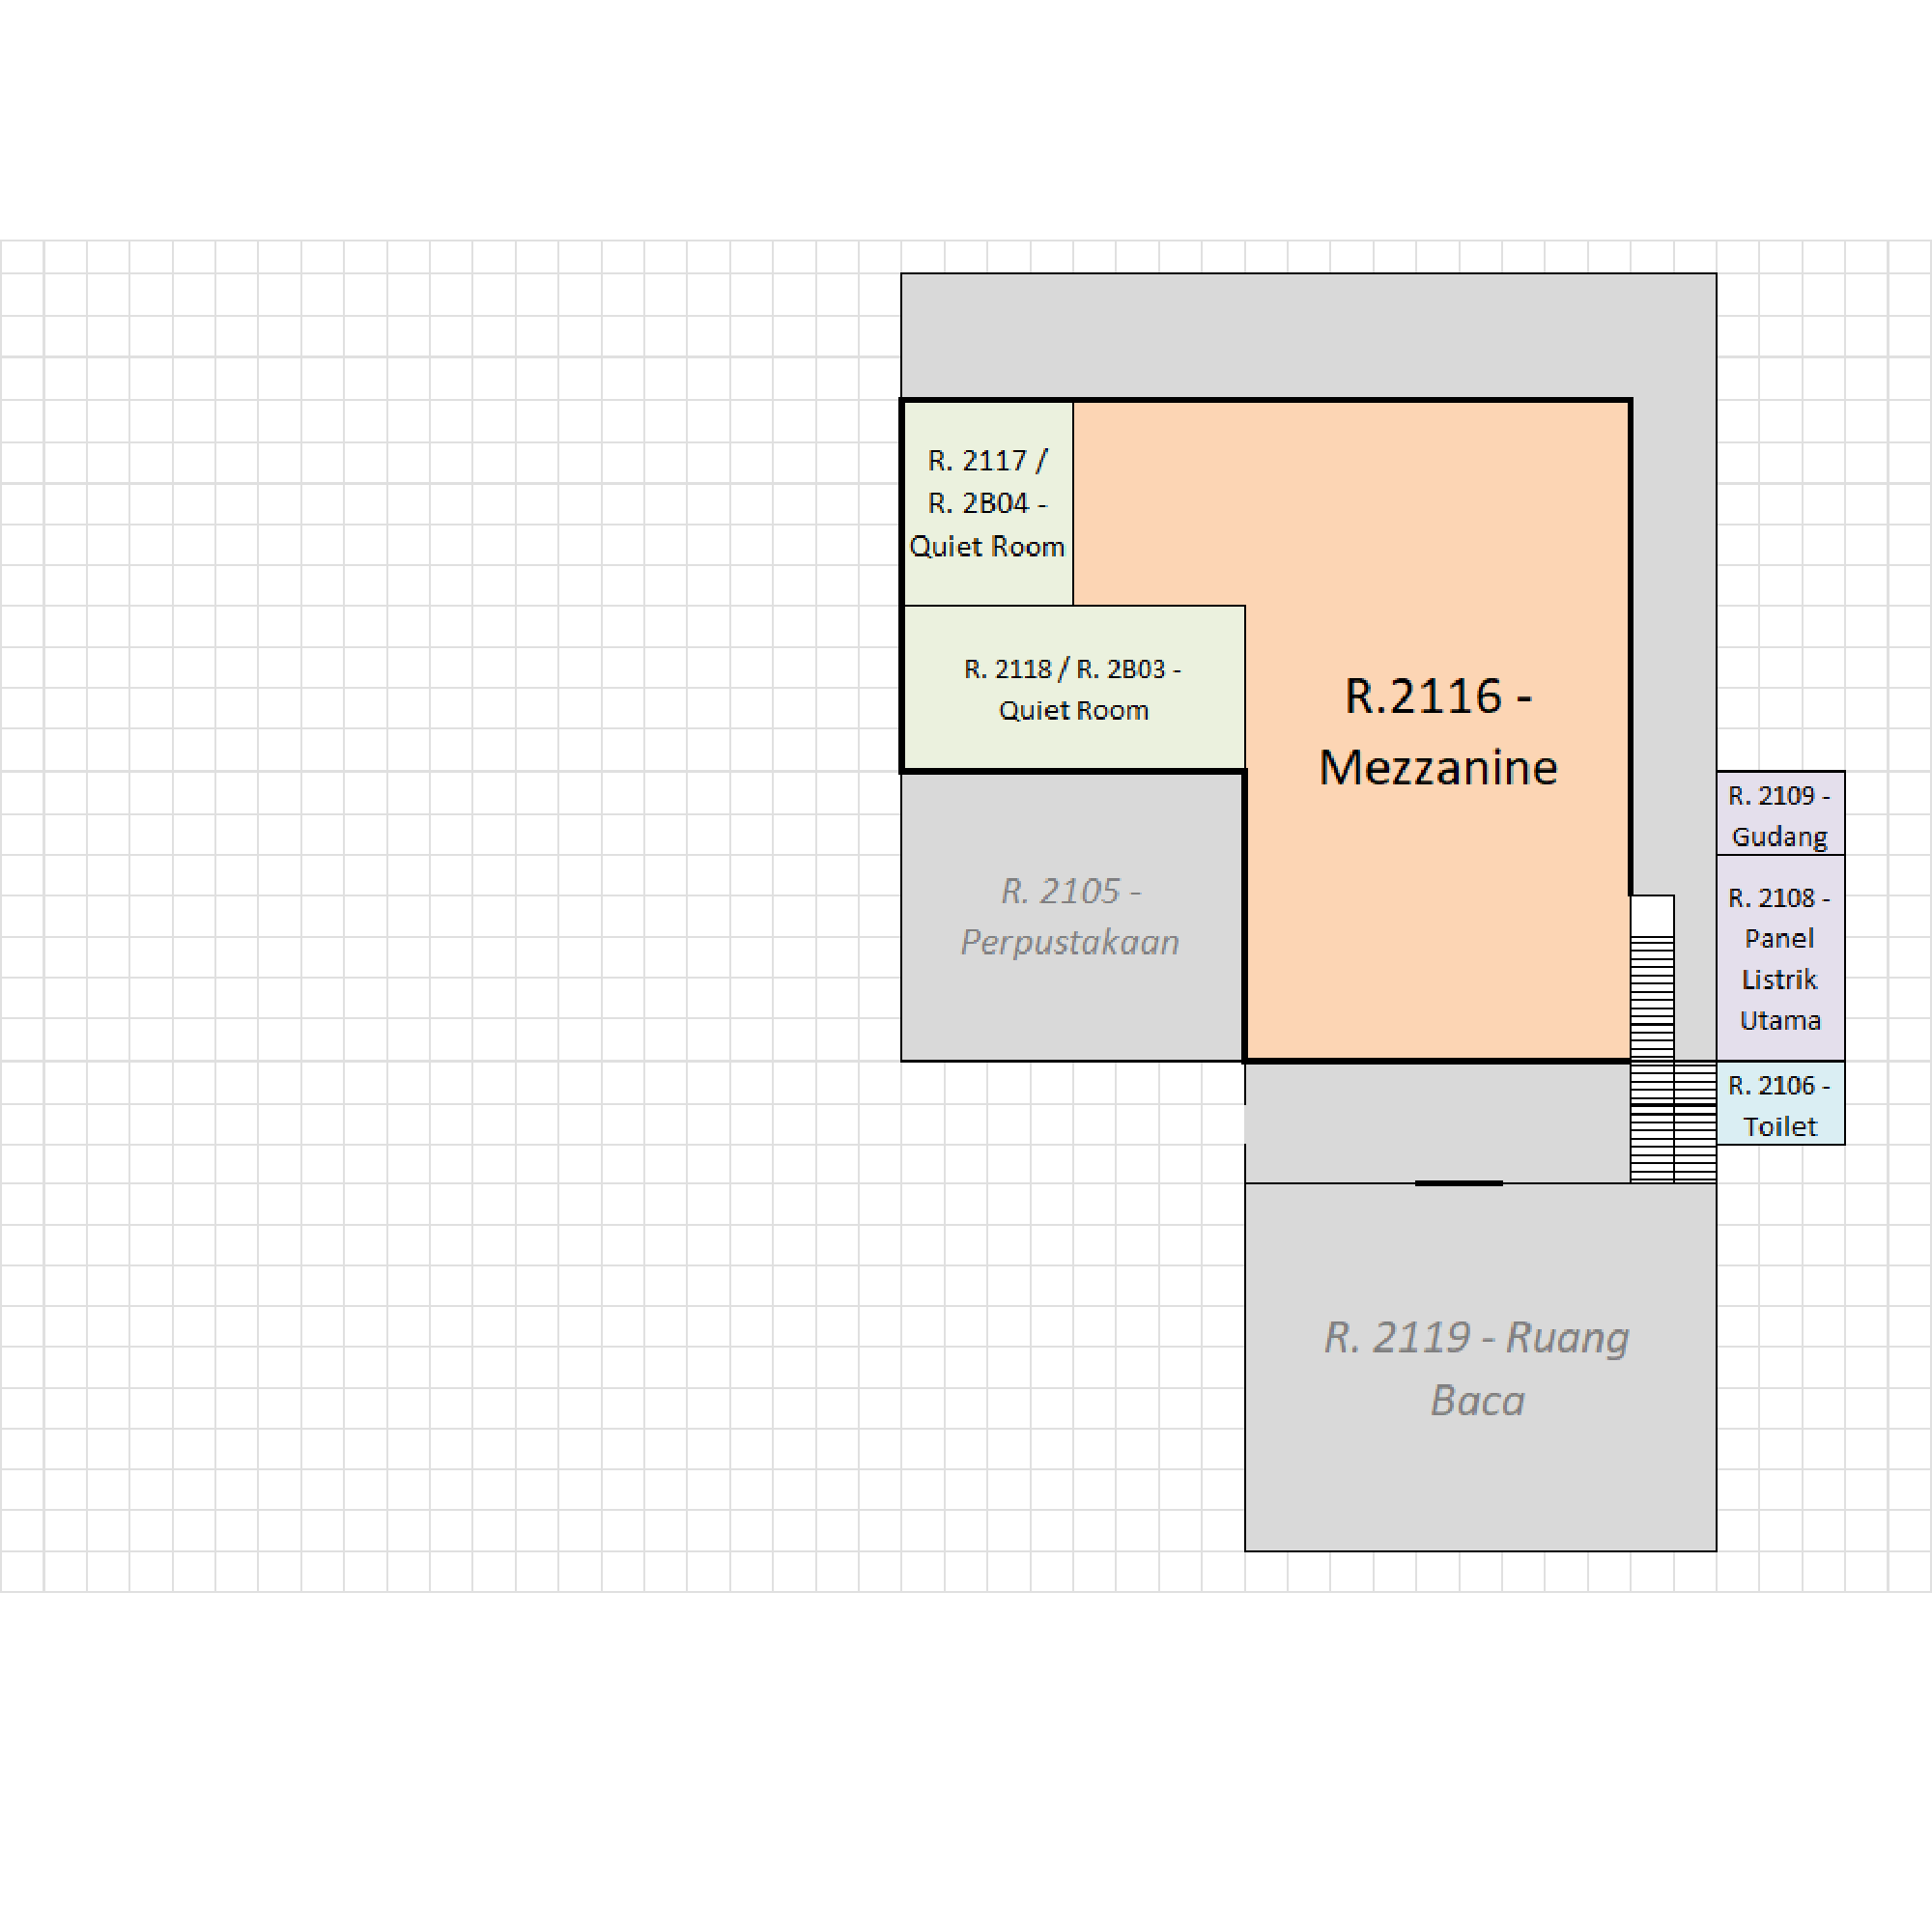 R. 2117 /
R. 2B04 -
Quiet Room
R. 2118 / R. 2B03 -
Quiet Room
R.2116 -
Mezzanine
R. 2109 -
Gudang
R. 2105 -
Perpustakaan
R. 2108 -
Panel
Listrik
Utama
R. 2106 -
Toilet
R. 2119 - Ruang
Baca